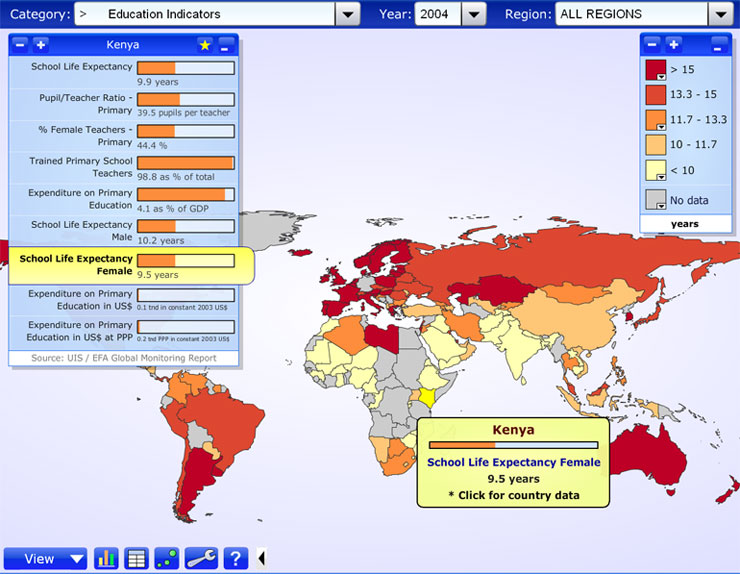 Category: > Education Indicators Year: 2004 Region: ALL REGIONS
Kenya
School Life Expectancy
9.9 years
Pupil/Teacher Ratio -
Primary
39.5 pupils per teacher
% Female Teachers -
Primary
44.4 %
Trained Primary School
Teachers
98.8 as % of total
Expenditure on Primary
Education
4.1 as % of GDP
School Life Expectancy
Male
10.2 years
School Life Expectancy
Female
9.5 years
Expenditure on Primary
Education in US$
0.1 tnd in constant 2003 US$
Expenditure on Primary
Education in US$ at PPP
0.2 tnd PPP in constant 2003 US$
Source: UIS / EFA Global Monitoring Report
> 15
13.3 - 15
11.7 - 13.3
10 - 11.7
< 10
No data
years
Kenya
School Life Expectancy Female
9.5 years
* Click for country data
View
?